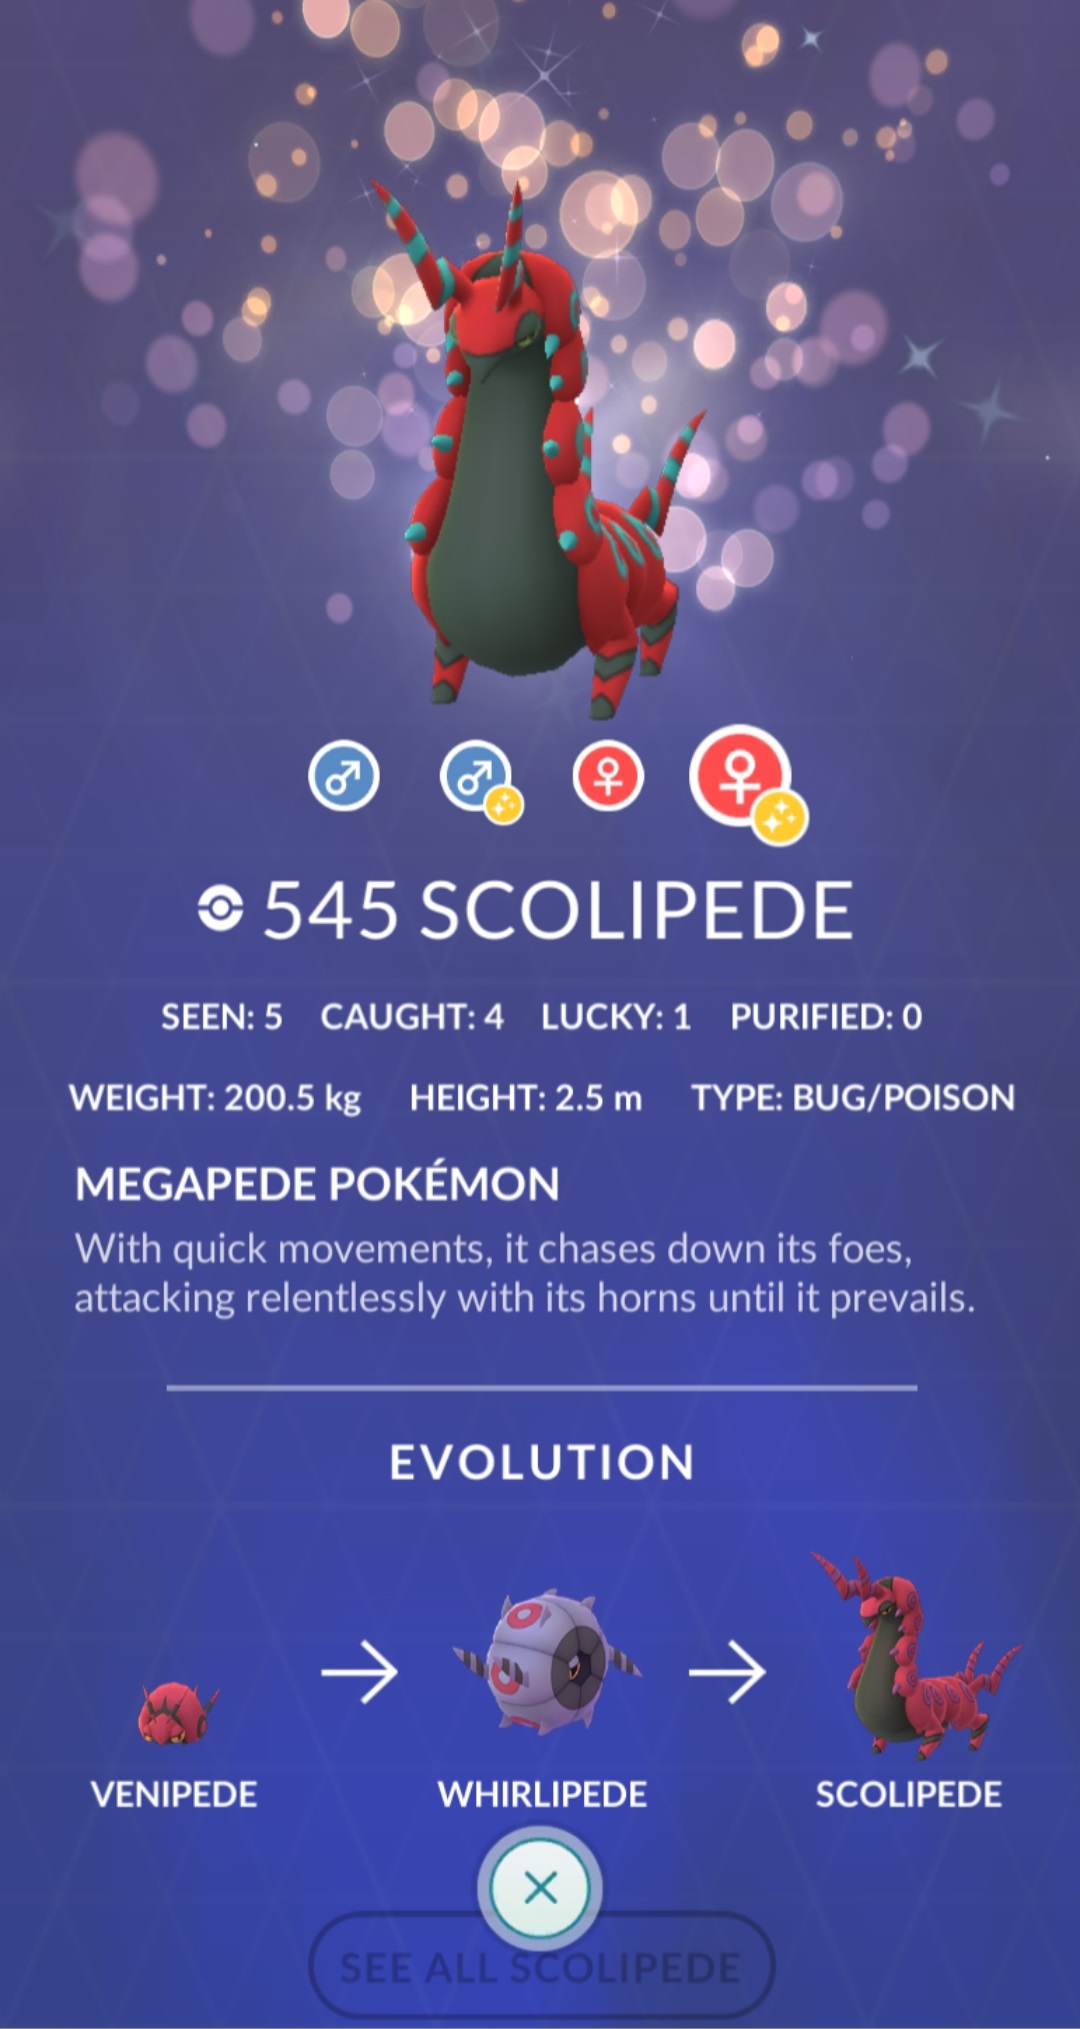 545 SCOLIPEDE
SEEN: 5 CAUGHT: 4 LUCKY: 1 PURIFIED: 0
WEIGHT: 200.5 kg HEIGHT: 2.5 m TYPE: BUG/POISON
MEGAPEDE POKÉMON
With quick movements, it chases down its foes,
attacking relentlessly with its horns until it prevails.
EVOLUTION
VENIPEDE WHIRLIPEDE SCOLIPEDE
SEE ALL SCOLIPEDE